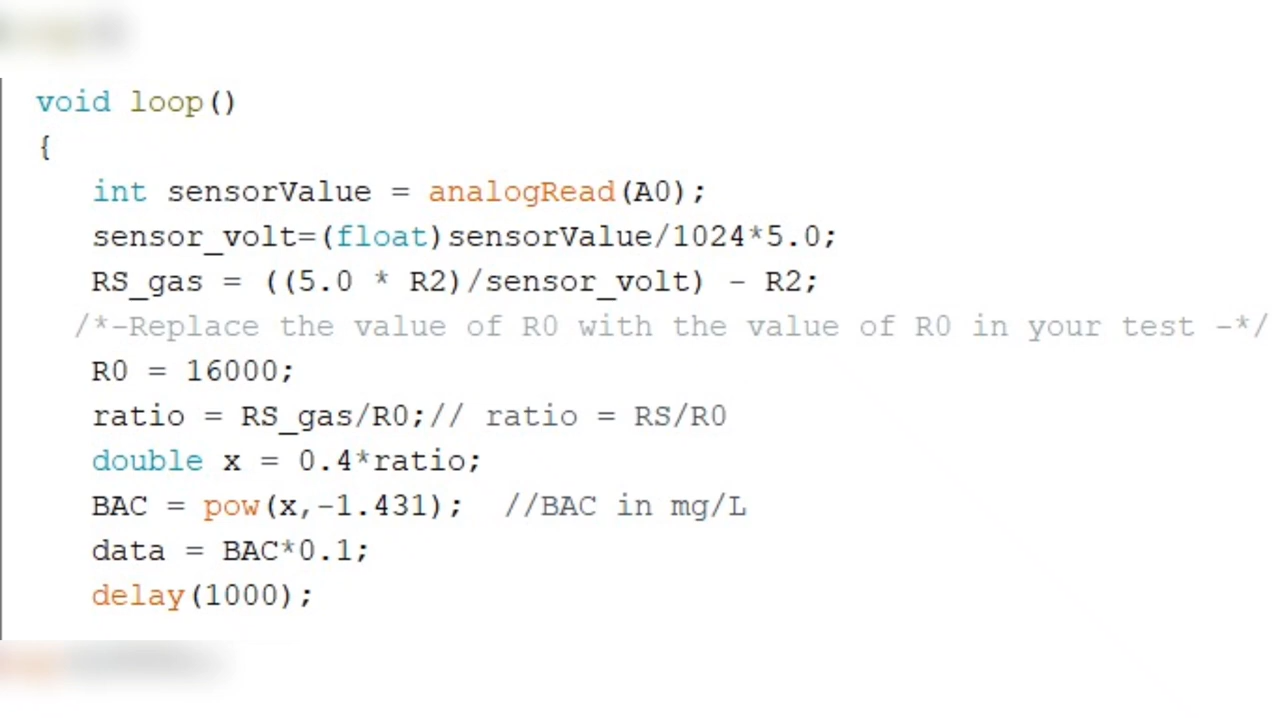 void loop()
{
int sensorValue = analogRead(A0);
sensor_volt=(float)sensorValue/1024*5.0;
RS_gas = ((5.0 * R2)/sensor_volt) - R2;
/*-Replace the value of R0 with the value of R0 in your test -*/
R0 = 16000;
ratio = RS_gas/R0;// ratio = RS/R0
double x = 0.4*ratio;
BAC = pow(x,-1.431);  //BAC in mg/L
data = BAC*0.1;
delay(1000);